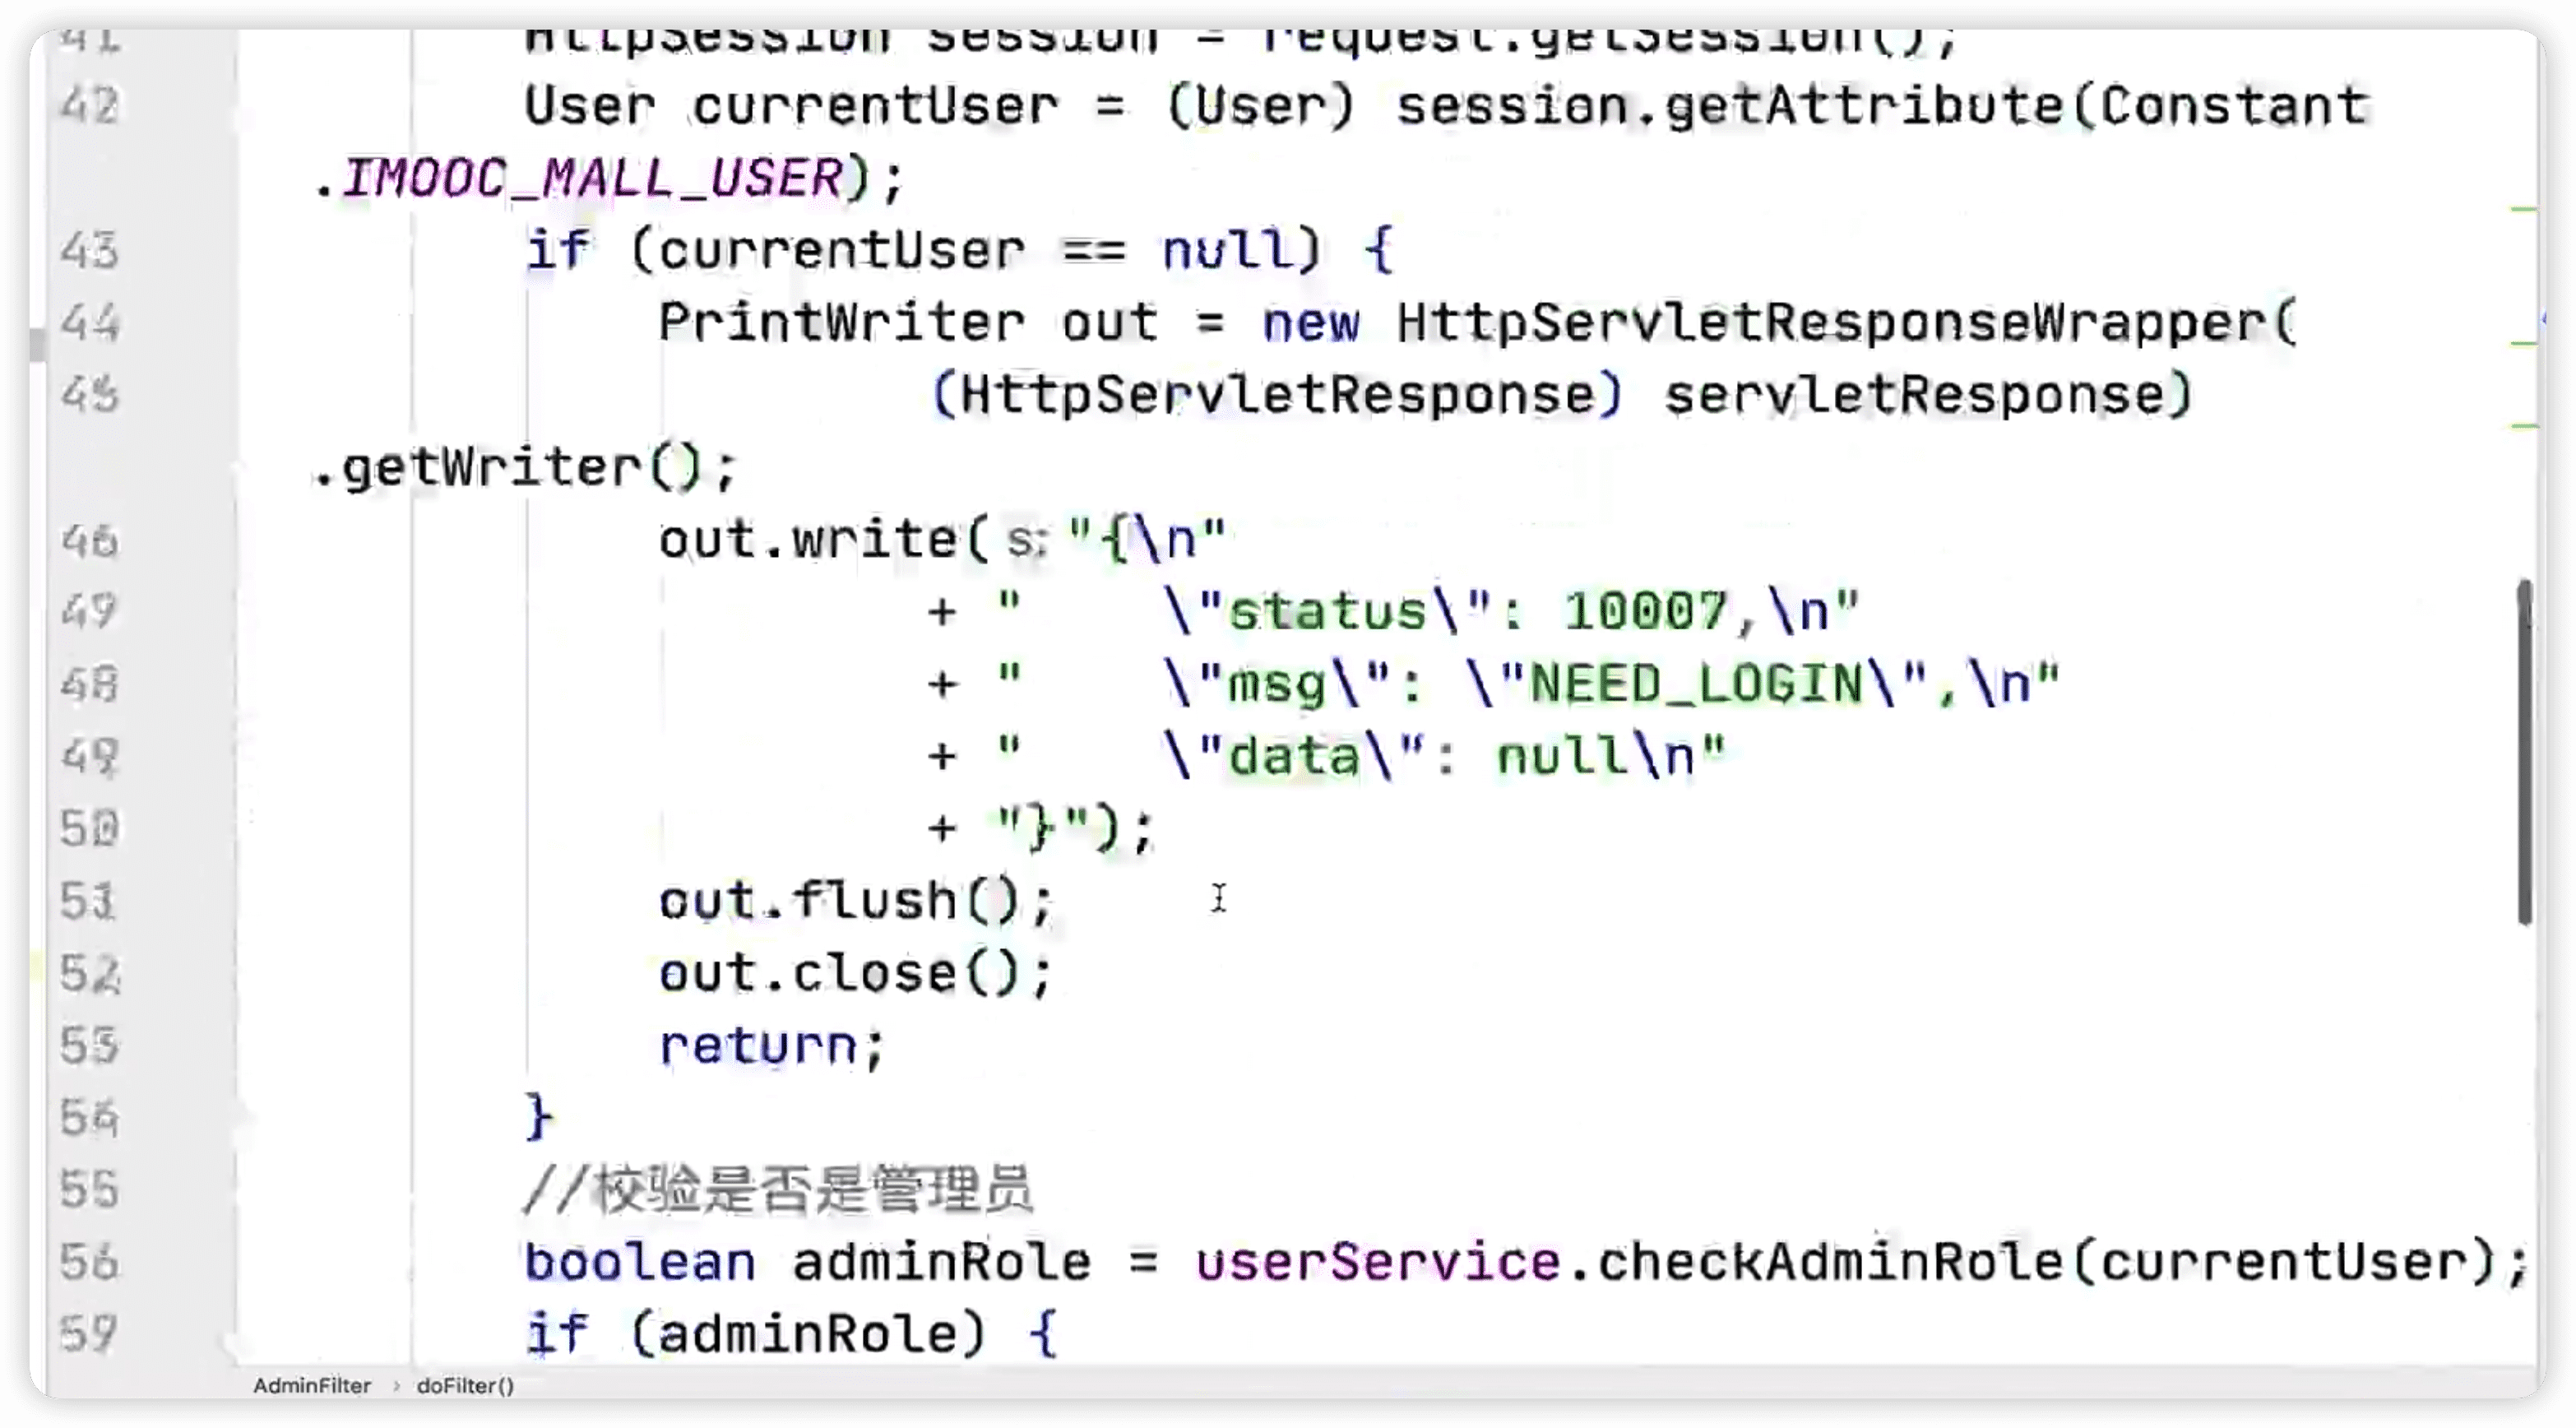 41 HttpSession session = request.getSession();
42 User currentUser = (User) session.getAttribute(Constant
.IMOOC_MALL_USER);
43 if (currentUser == null) {
44 PrintWriter out = new HttpServletResponseWrapper(
45 (HttpServletResponse) servletResponse)
.getWriter();
46 out.write( s: "{\n"
47 + "    \"status\": 10007,\n"
48 + "    \"msg\": \"NEED_LOGIN\",\n"
49 + "    \"data\": null\n"
50 + "}");
51 out.flush();
52 out.close();
53 return;
54 }
55 //校验是否是管理员
56 boolean adminRole = userService.checkAdminRole(currentUser);
57 if (adminRole) {
AdminFilter › doFilter()